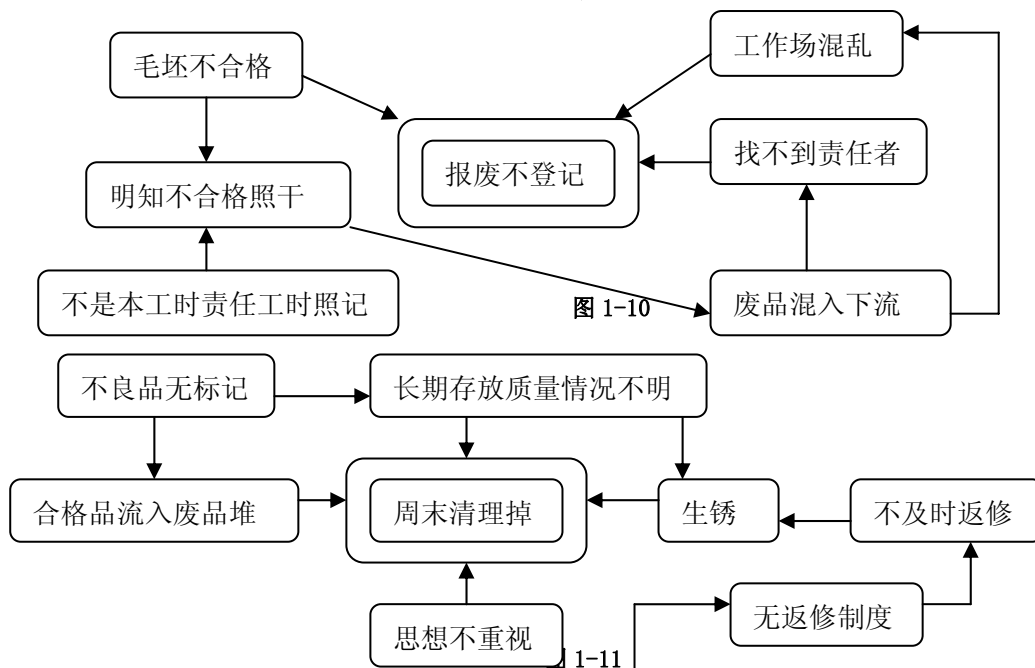 毛坯不合格
工作场混乱
报废不登记
找不到责任者
明知不合格照干
不是本工时责任工时照记
图 1-10
废品混入下流
不良品无标记
长期存放质量情况不明
合格品流入废品堆
周末清理掉
生锈
不及时返修
思想不重视
无返修制度
1-11